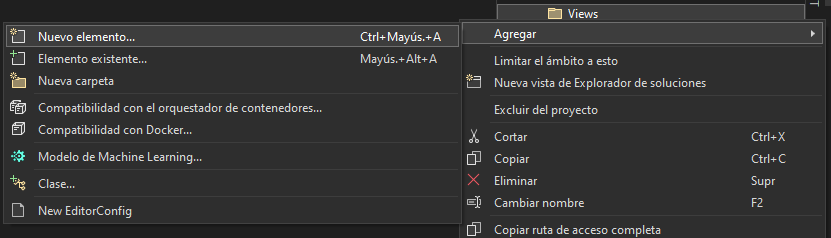 Views
Agregar
Limitar el ámbito a esto
Nueva vista de Explorador de soluciones
Excluir del proyecto
Cortar Ctrl+X
Copiar Ctrl+C
Eliminar Supr
Cambiar nombre F2
Copiar ruta de acceso completa
Nuevo elemento... Ctrl+Mayús.+A
Elemento existente... Mayús.+Alt+A
Nueva carpeta
Compatibilidad con el orquestador de contenedores...
Compatibilidad con Docker...
Modelo de Machine Learning...
Clase...
New EditorConfig